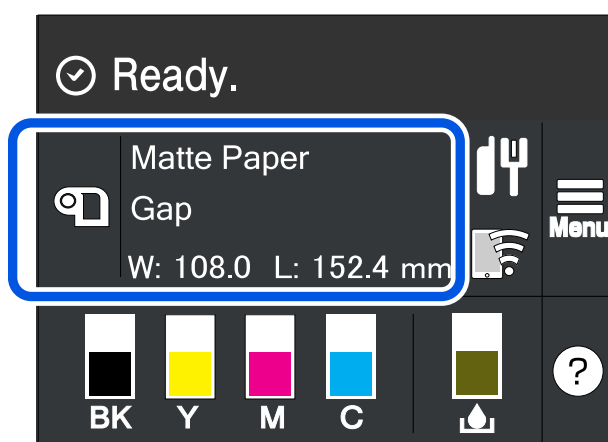 Ready.
Matte Paper
Gap
W: 108.0 L: 152.4 mm
Menu
BK Y M C
?